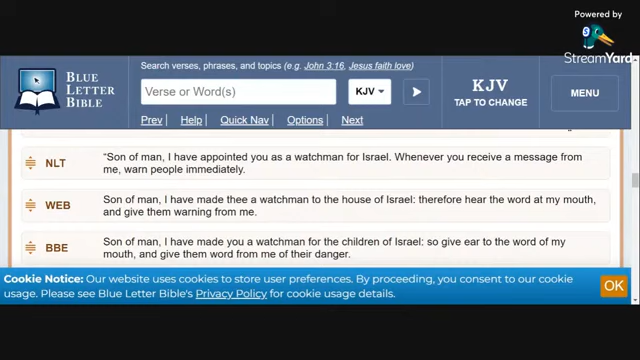 Powered by
StreamYard
Search verses, phrases, and topics (e.g. John 3:16, Jesus faith love)
BLUE
LETTER
BIBLE
Verse or Word(s)
KJV
KJV
TAP TO CHANGE
MENU
Prev
Help
Quick Nav
Options
Next
NLT
“Son of man, I have appointed you as a watchman for Israel. Whenever you receive a message from
me, warn people immediately.
WEB
Son of man, I have made thee a watchman to the house of Israel: therefore hear the word at my mouth,
and give them warning from me.
BBE
Son of man, I have made you a watchman for the children of Israel: so give ear to the word of my
mouth, and give them word from me of their danger.
Cookie Notice: Our website uses cookies to store user preferences. By proceeding, you consent to our cookie
usage. Please see Blue Letter Bible's Privacy Policy for cookie usage details.
OK